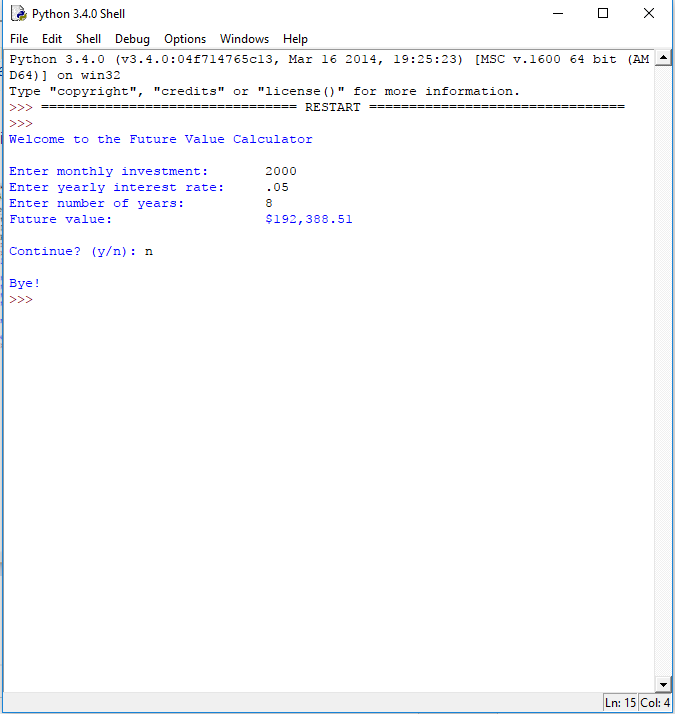 Python 3.4.0 Shell
File Edit Shell Debug Options Windows Help
Python 3.4.0 (v3.4.0:04f714765c13, Mar 16 2014, 19:25:23) [MSC v.1600 64 bit (AM
D64)] on win32
Type "copyright", "credits" or "license()" for more information.
>>> ================================ RESTART ================================
>>>
Welcome to the Future Value Calculator
Enter monthly investment: 2000
Enter yearly interest rate: .05
Enter number of years: 8
Future value: $192,388.51
Continue? (y/n): n
Bye!
>>>
Ln: 15 Col: 4